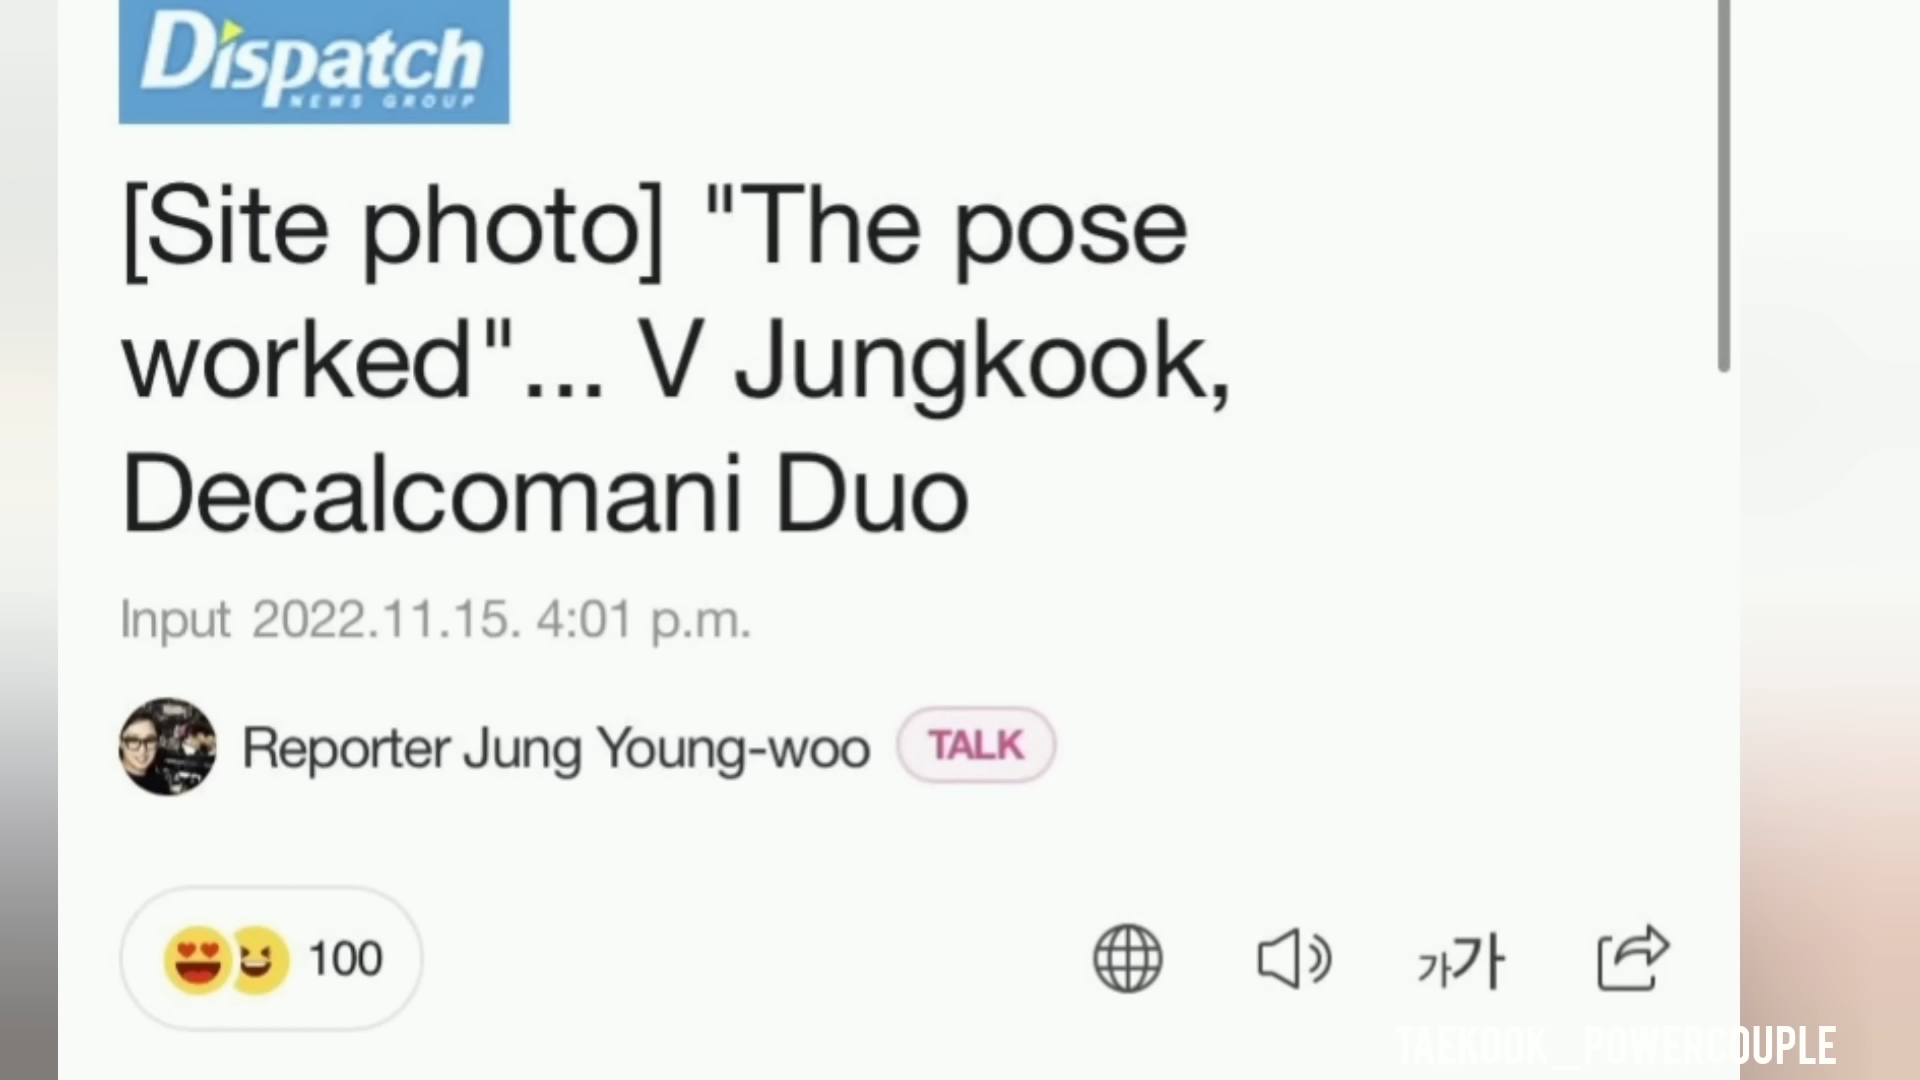 Dispatch
NEWS GROUP
[Site photo] "The pose
worked"... V Jungkook,
Decalcomani Duo
Input 2022.11.15. 4:01 p.m.
Reporter Jung Young-woo TALK
100 가가
TAEKOOK_POWERCOUPLE